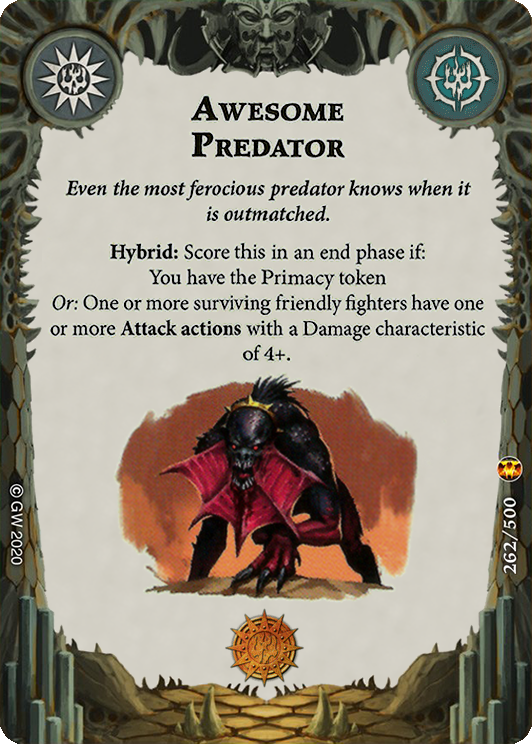 AWESOME
PREDATOR
Even the most ferocious predator knows when it
is outmatched.
Hybrid: Score this in an end phase if:
You have the Primacy token
Or: One or more surviving friendly fighters have one
or more Attack actions with a Damage characteristic
of 4+.
© GW 2020
262/500